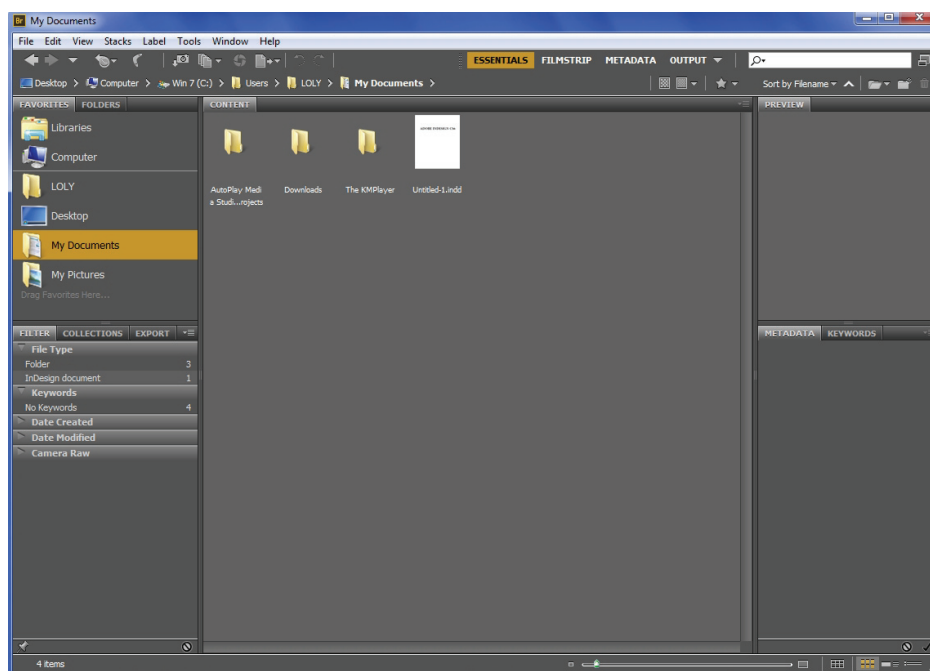 Br My Documents
File Edit View Stacks Label Tools Window Help
ESSENTIALS FILMSTRIP METADATA OUTPUT
Desktop > Computer > Win 7 (C:) > Users > LOLY > My Documents >
Sort by Filename
FAVORITES FOLDERS
Libraries
Computer
LOLY
Desktop
My Documents
My Pictures
Drag Favorites Here...
CONTENT
AutoPlay Medi
a Studi...rojects
Downloads
The KMPlayer
Untitled-1.indd
PREVIEW
FILTER COLLECTIONS EXPORT
File Type
Folder 3
InDesign document 1
Keywords
No Keywords 4
Date Created
Date Modified
Camera Raw
METADATA KEYWORDS
4 items